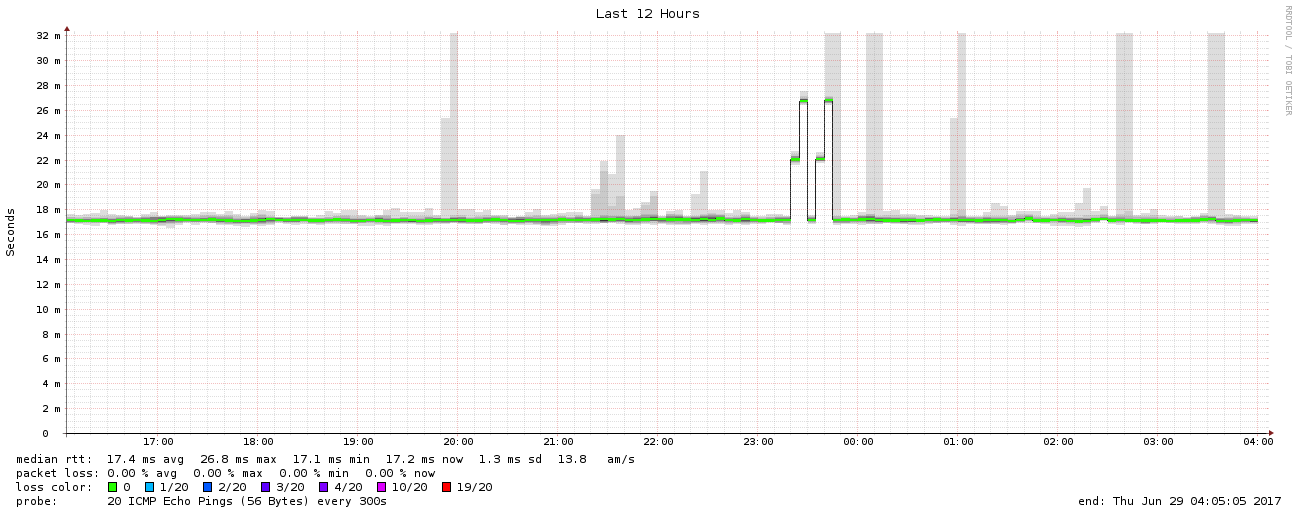 Last 12 Hours
RRDTOOL / TOBI OETIKER
Seconds
32 m
30 m
28 m
26 m
24 m
22 m
20 m
18 m
16 m
14 m
12 m
10 m
8 m
6 m
4 m
2 m
0
17:00 18:00 19:00 20:00 21:00 22:00 23:00 00:00 01:00 02:00 03:00 04:00
median rtt: 17.4 ms avg 26.8 ms max 17.1 ms min 17.2 ms now 1.3 ms sd 13.8 am/s
packet loss: 0.00 % avg 0.00 % max 0.00 % min 0.00 % now
loss color: 0 1/20 2/20 3/20 4/20 10/20 19/20
probe: 20 ICMP Echo Pings (56 Bytes) every 300s end: Thu Jun 29 04:05:05 2017